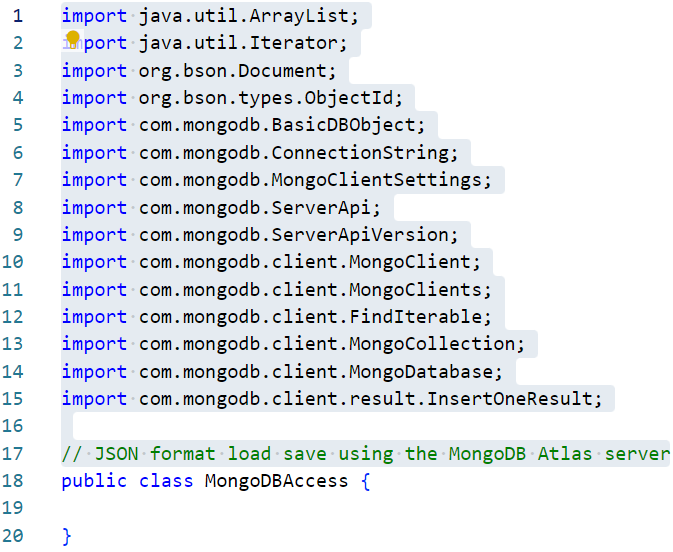 1 import java.util.ArrayList;
2 import java.util.Iterator;
3 import org.bson.Document;
4 import org.bson.types.ObjectId;
5 import com.mongodb.BasicDBObject;
6 import com.mongodb.ConnectionString;
7 import com.mongodb.MongoClientSettings;
8 import com.mongodb.ServerApi;
9 import com.mongodb.ServerApiVersion;
10 import com.mongodb.client.MongoClient;
11 import com.mongodb.client.MongoClients;
12 import com.mongodb.client.FindIterable;
13 import com.mongodb.client.MongoCollection;
14 import com.mongodb.client.MongoDatabase;
15 import com.mongodb.client.result.InsertOneResult;
16
17 // JSON format load save using the MongoDB Atlas server
18 public class MongoDBAccess {
19
20 }